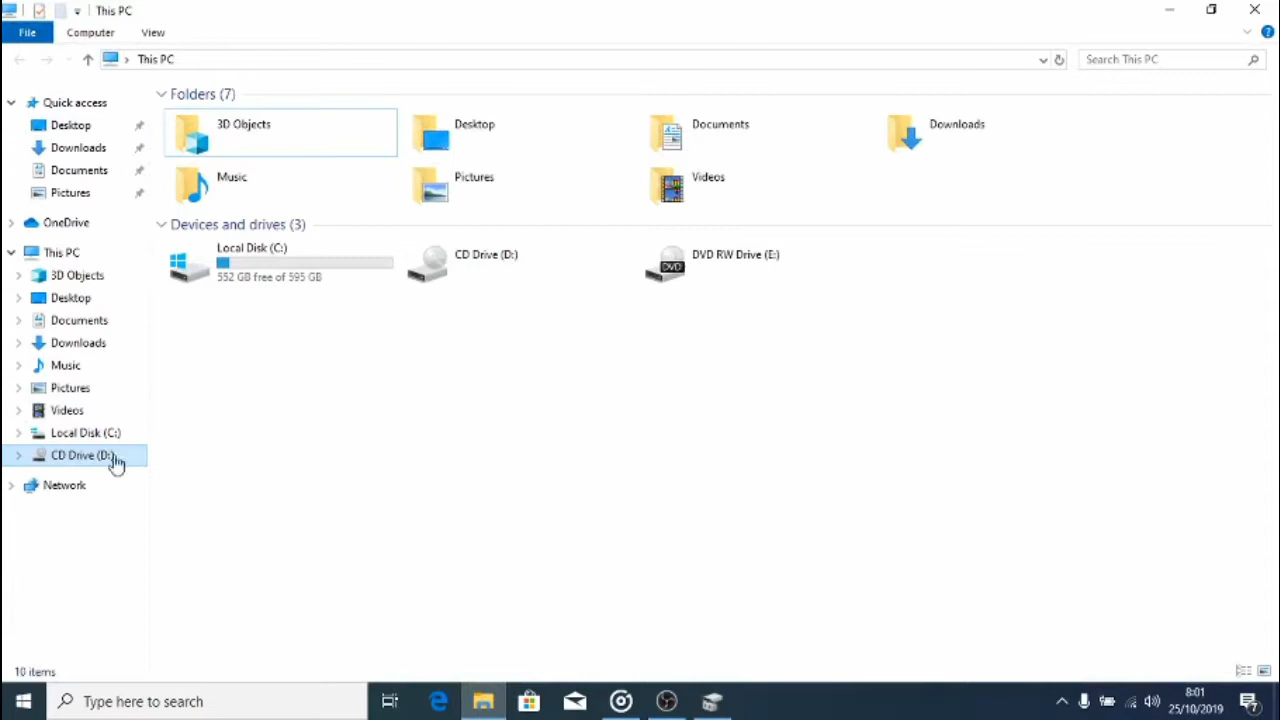 This PC
File
Computer
View
This PC
Search This PC
Quick access
Desktop
Downloads
Documents
Pictures
OneDrive
This PC
3D Objects
Desktop
Documents
Downloads
Music
Pictures
Videos
Local Disk (C:)
CD Drive (D:)
Network
Folders (7)
3D Objects
Desktop
Documents
Downloads
Music
Pictures
Videos
Devices and drives (3)
Local Disk (C:)
552 GB free of 595 GB
CD Drive (D:)
DVD
DVD RW Drive (E:)
10 items
Type here to search
8:01
25/10/2019
7